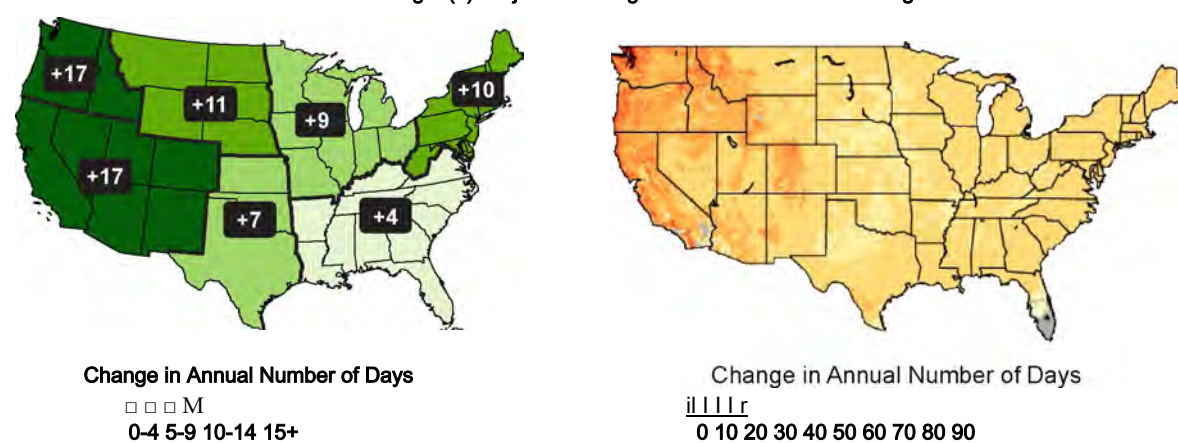 +17
+11
+10
+9
+17
+7
+4
Change in Annual Number of Days
□ □ □ M
0-4 5-9 10-14 15+
Change in Annual Number of Days
il l l l r
0 10 20 30 40 50 60 70 80 90